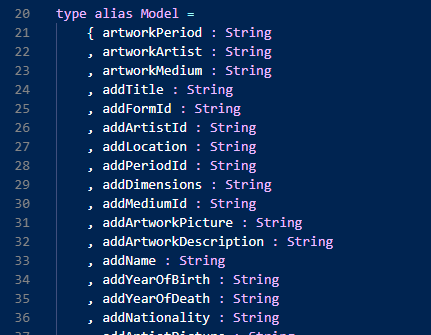 20 type alias Model =
21 { artworkPeriod : String
22 , artworkArtist : String
23 , artworkMedium : String
24 , addTitle : String
25 , addFormId : String
26 , addArtistId : String
27 , addLocation : String
28 , addPeriodId : String
29 , addDimensions : String
30 , addMediumId : String
31 , addArtworkPicture : String
32 , addArtworkDescription : String
33 , addName : String
34 , addYearOfBirth : String
35 , addYearOfDeath : String
36 , addNationality : String